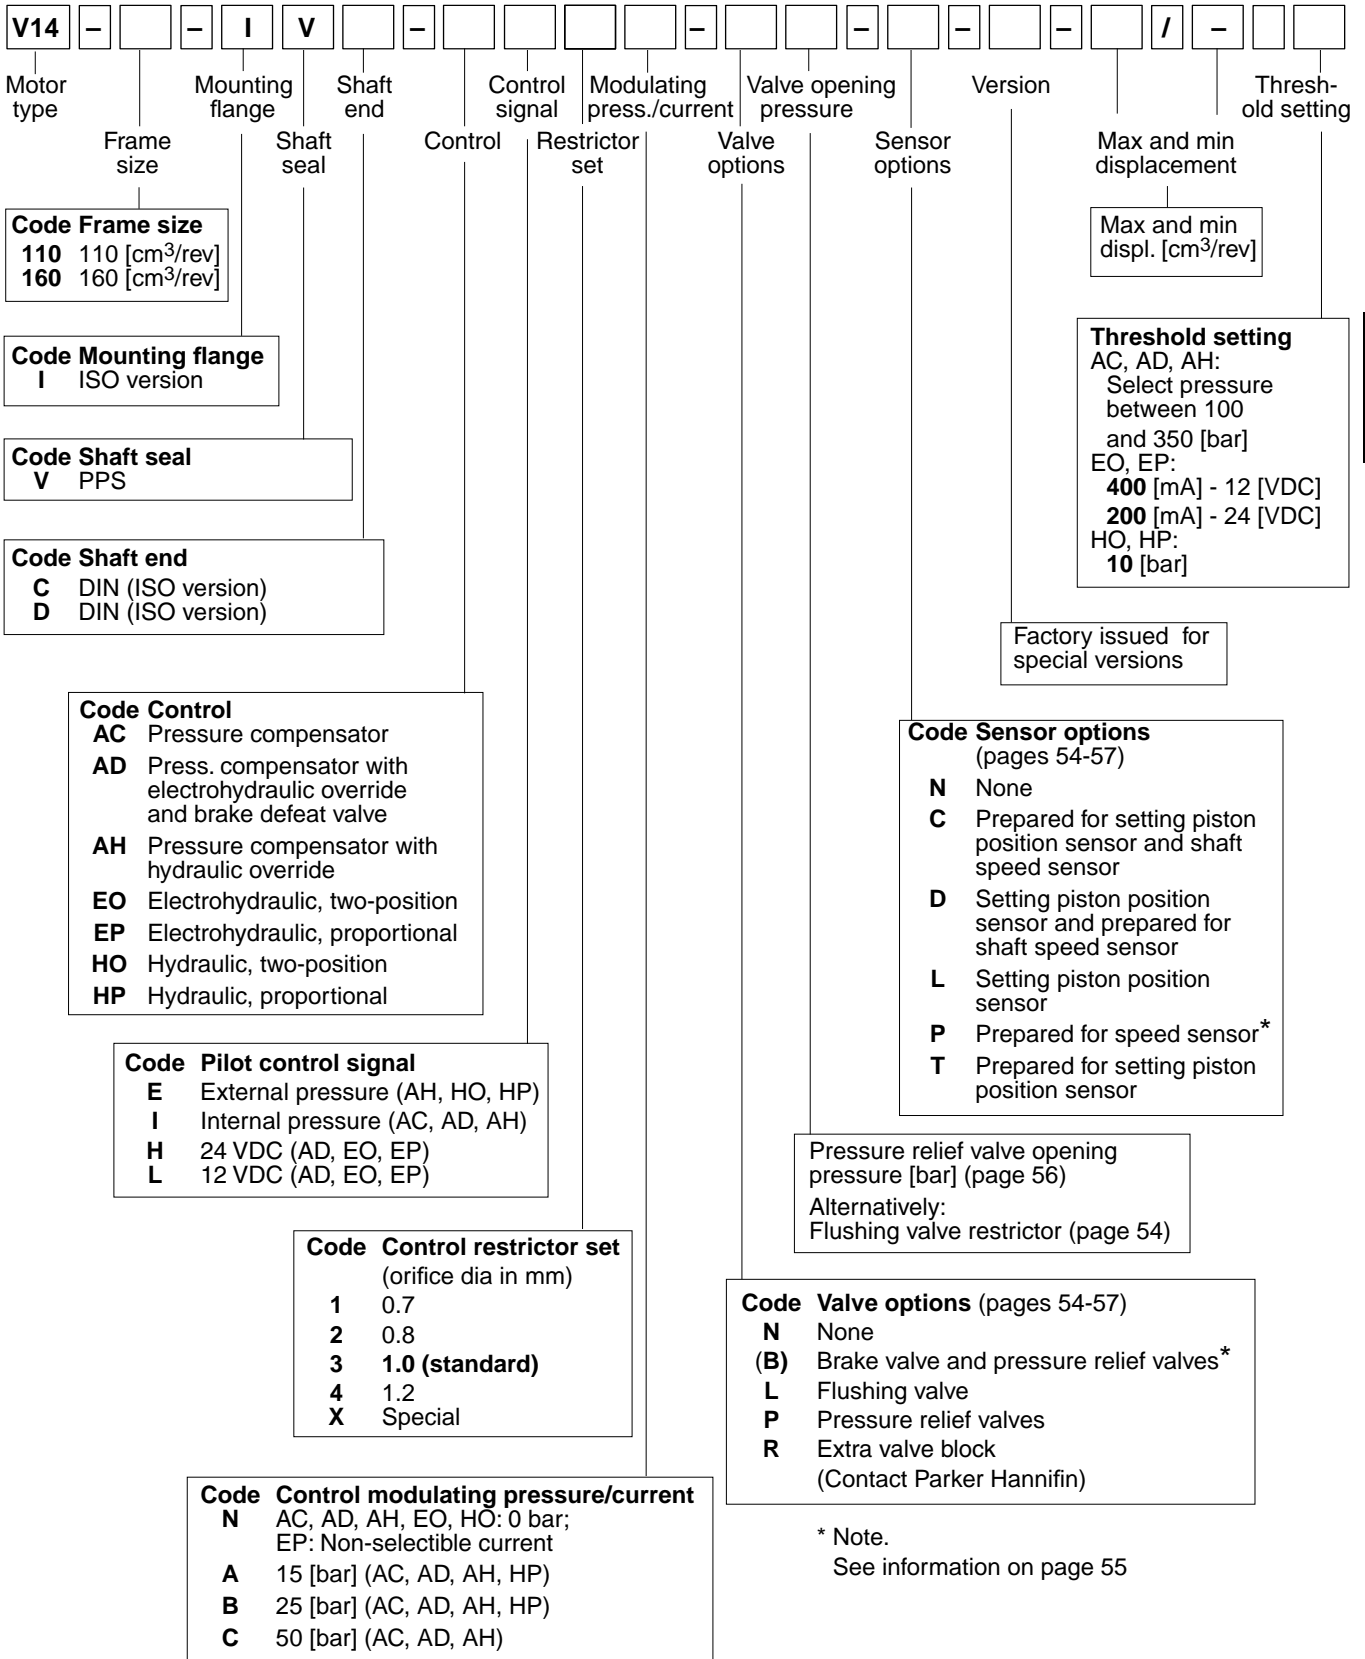 V14 – – I V – – – – – / –
Motor type
Mounting flange
Shaft end
Control signal
Modulating press./current
Valve opening pressure
Version
Thresh-
old setting
Frame size
Shaft seal
Control
Restrictor set
Valve options
Sensor options
Max and min displacement
Code Frame size
110 110 [cm3/rev]
160 160 [cm3/rev]
Max and min
displ. [cm3/rev]
Code Mounting flange
I ISO version
Threshold setting
AC, AD, AH:
Select pressure
between 100
and 350 [bar]
EO, EP:
400 [mA] - 12 [VDC]
200 [mA] - 24 [VDC]
HO, HP:
10 [bar]
Code Shaft seal
V PPS
Code Shaft end
C DIN (ISO version)
D DIN (ISO version)
Factory issued for
special versions
Code Control
AC Pressure compensator
AD Press. compensator with
electrohydraulic override
and brake defeat valve
AH Pressure compensator with
hydraulic override
EO Electrohydraulic, two-position
EP Electrohydraulic, proportional
HO Hydraulic, two-position
HP Hydraulic, proportional
Code Sensor options
(pages 54-57)
N None
C Prepared for setting piston
position sensor and shaft
speed sensor
D Setting piston position
sensor and prepared for
shaft speed sensor
L Setting piston position
sensor
P Prepared for speed sensor*
T Prepared for setting piston
position sensor
Code Pilot control signal
E External pressure (AH, HO, HP)
I Internal pressure (AC, AD, AH)
H 24 VDC (AD, EO, EP)
L 12 VDC (AD, EO, EP)
Pressure relief valve opening
pressure [bar] (page 56)
Alternatively:
Flushing valve restrictor (page 54)
Code Control restrictor set
(orifice dia in mm)
1 0.7
2 0.8
3 1.0 (standard)
4 1.2
X Special
Code Valve options (pages 54-57)
N None
(B) Brake valve and pressure relief valves*
L Flushing valve
P Pressure relief valves
R Extra valve block
(Contact Parker Hannifin)
Code Control modulating pressure/current
N AC, AD, AH, EO, HO: 0 bar;
EP: Non-selectible current
A 15 [bar] (AC, AD, AH, HP)
B 25 [bar] (AC, AD, AH, HP)
C 50 [bar] (AC, AD, AH)
* Note.
See information on page 55